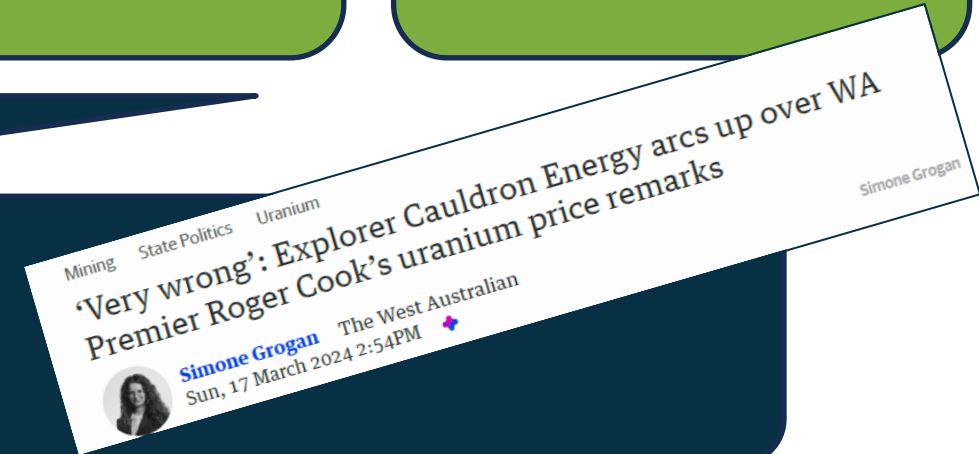 Mining State Politics Uranium
‘Very wrong’: Explorer Cauldron Energy arcs up over WA
Premier Roger Cook’s uranium price remarks
Simone Grogan
Simone Grogan The West Australian
Sun, 17 March 2024 2:54PM